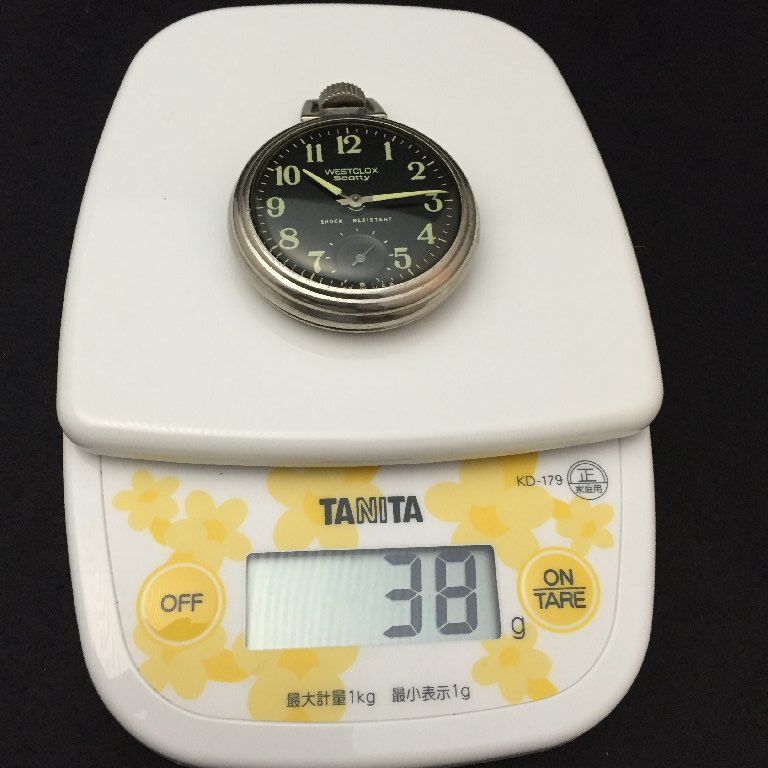 12
11 1
10 2
WESTCLOX
Scotty
9 3
SHOCK RESISTANT
8 4
7 5
KD-179 正
家庭用
TANITA
OFF 38 g ON
TARE
最大計量1kg 最小表示1g